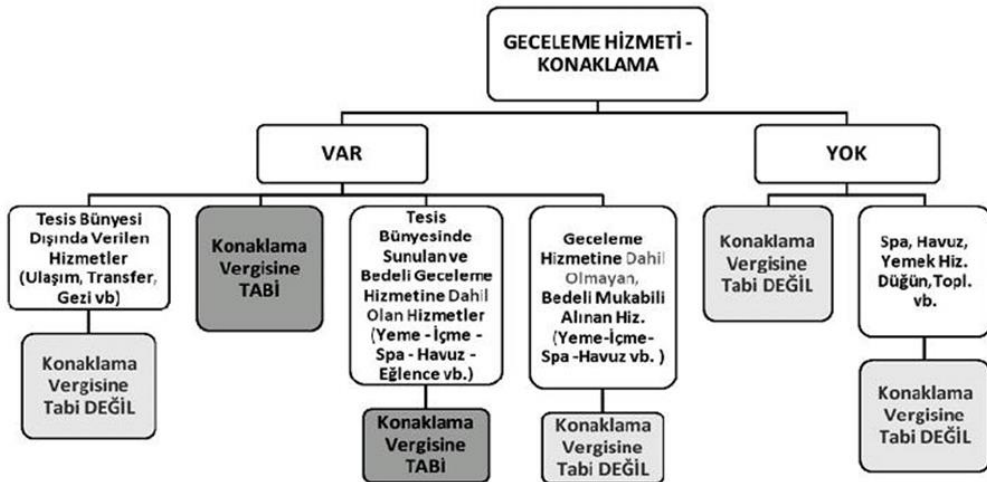 GECELEME HİZMETİ -
KONAKLAMA
VAR
YOK
Tesis Bünyesi
Dışında Verilen
Hizmetler
(Ulaşım, Transfer,
Gezi vb)
Konaklama
Vergisine
Tabi DEĞİL
Konaklama
Vergisine
TABİ
Tesis
Bünyesinde
Sunulan ve
Bedeli Geceleme
Hizmetine Dahil
Olan Hizmetler
(Yeme - İçme -
Spa - Havuz -
Eğlence vb.)
Konaklama
Vergisine
TABİ
Geceleme
Hizmetine Dahil
Olmayan,
Bedeli Mukabili
Alınan Hiz.
(Yeme-İçme-
Spa -Havuz vb. )
Konaklama
Vergisine
Tabi DEĞİL
Konaklama
Vergisine
Tabi DEĞİL
Spa, Havuz,
Yemek Hiz.
Düğün, Topl.
vb.
Konaklama
Vergisine
Tabi DEĞİL